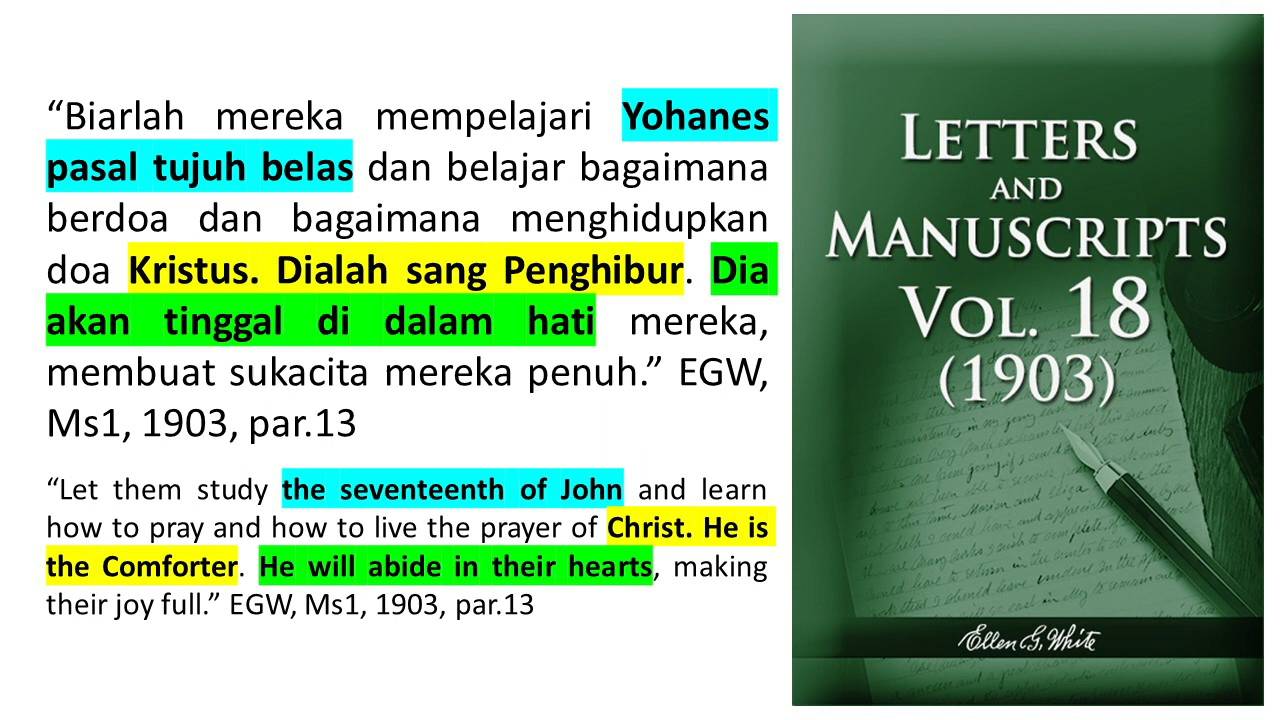 “Biarlah mereka mempelajari Yohanes
pasal tujuh belas dan belajar bagaimana
berdoa dan bagaimana menghidupkan
doa Kristus. Dialah sang Penghibur. Dia
akan tinggal di dalam hati mereka,
membuat sukacita mereka penuh.” EGW,
Ms1, 1903, par.13
“Let them study the seventeenth of John and learn
how to pray and how to live the prayer of Christ. He is
the Comforter. He will abide in their hearts, making
their joy full.” EGW, Ms1, 1903, par.13
LETTERS
AND
MANUSCRIPTS
VOL. 18
(1903)
Ellen G. White